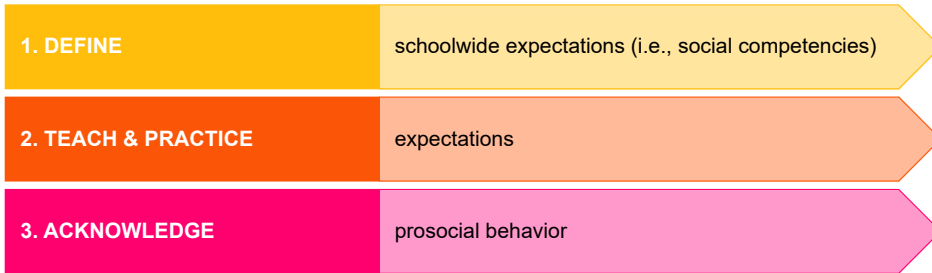 1. DEFINE schoolwide expectations (i.e., social competencies)
2. TEACH & PRACTICE expectations
3. ACKNOWLEDGE prosocial behavior